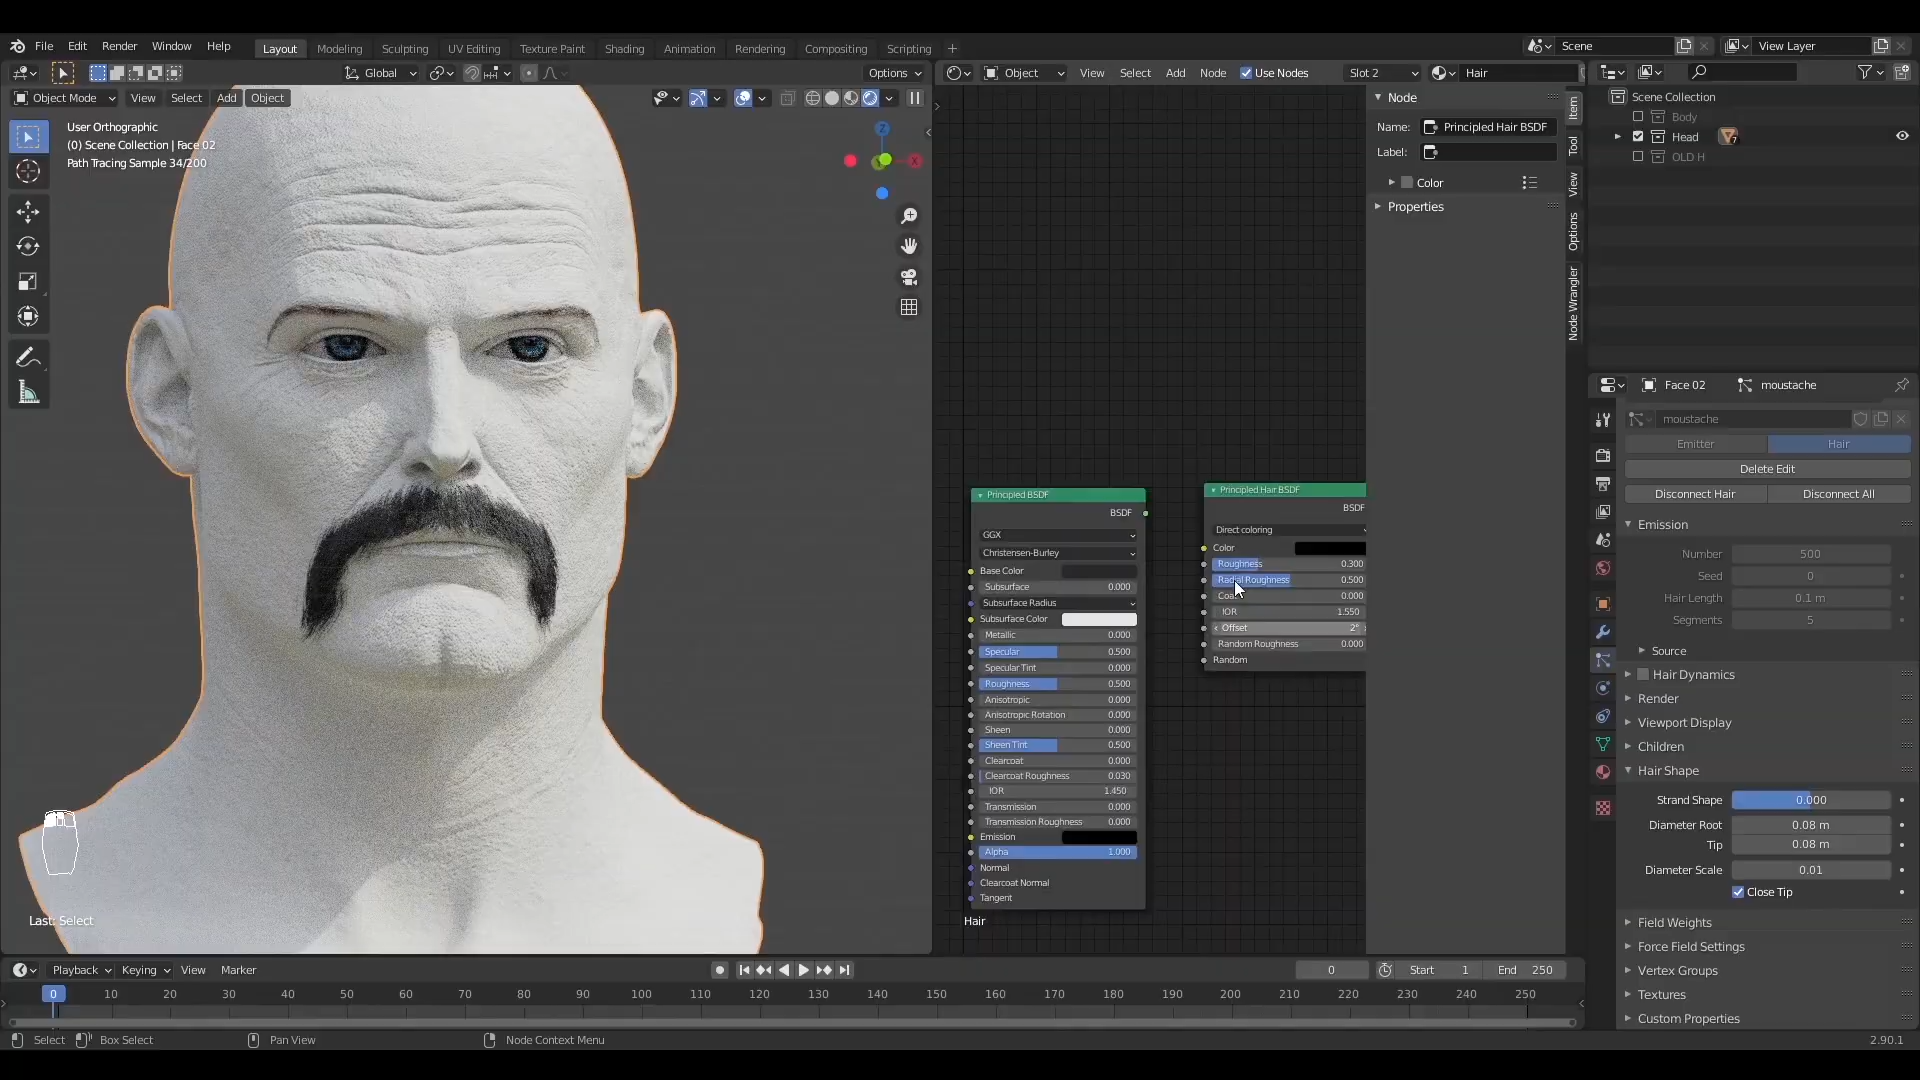 File Edit Render Window Help Layout Modeling Sculpting UV Editing Texture Paint Shading Animation Rendering Compositing Scripting + Scene View Layer
Global Options
Object Mode View Select Add Object
User Orthographic
(0) Scene Collection | Face 02
Path Tracing Sample 34/200
Z
X
Last: Select
Object View Select Add Node Use Nodes Slot 2 Hair
Principled BSDF
BSDF
GGX
Christensen-Burley
Base Color
Subsurface 0.000
Subsurface Radius
Subsurface Color
Metallic 0.000
Specular 0.500
Specular Tint 0.000
Roughness 0.500
Anisotropic 0.000
Anisotropic Rotation 0.000
Sheen 0.000
Sheen Tint 0.500
Clearcoat 0.000
Clearcoat Roughness 0.030
IOR 1.450
Transmission 0.000
Transmission Roughness 0.000
Emission
Alpha 1.000
Normal
Clearcoat Normal
Tangent
Hair
Principled Hair BSDF
BSDF
Direct coloring
Color
Roughness 0.300
Radial Roughness 0.500
0.000
IOR 1.550
Offset 2°
Random Roughness 0.000
Random
Node
Name: Principled Hair BSDF
Label:
Color
Properties
Item
Tool
View
Options
Node Wrangler
Scene Collection
Body
Head 7
OLD H
Face 02 moustache
moustache
Emitter Hair
Delete Edit
Disconnect Hair Disconnect All
Emission
Number 500
Seed 0
Hair Length 0.1 m
Segments 5
Source
Hair Dynamics
Render
Viewport Display
Children
Hair Shape
Strand Shape 0.000
Diameter Root 0.08 m
Tip 0.08 m
Diameter Scale 0.01
Close Tip
Field Weights
Force Field Settings
Vertex Groups
Textures
Custom Properties
Playback Keying View Marker 0 Start 1 End 250
0 10 20 30 40 50 60 70 80 90 100 110 120 130 140 150 160 170 180 190 200 210 220 230 240 250
Select Box Select Pan View Node Context Menu 2.90.1